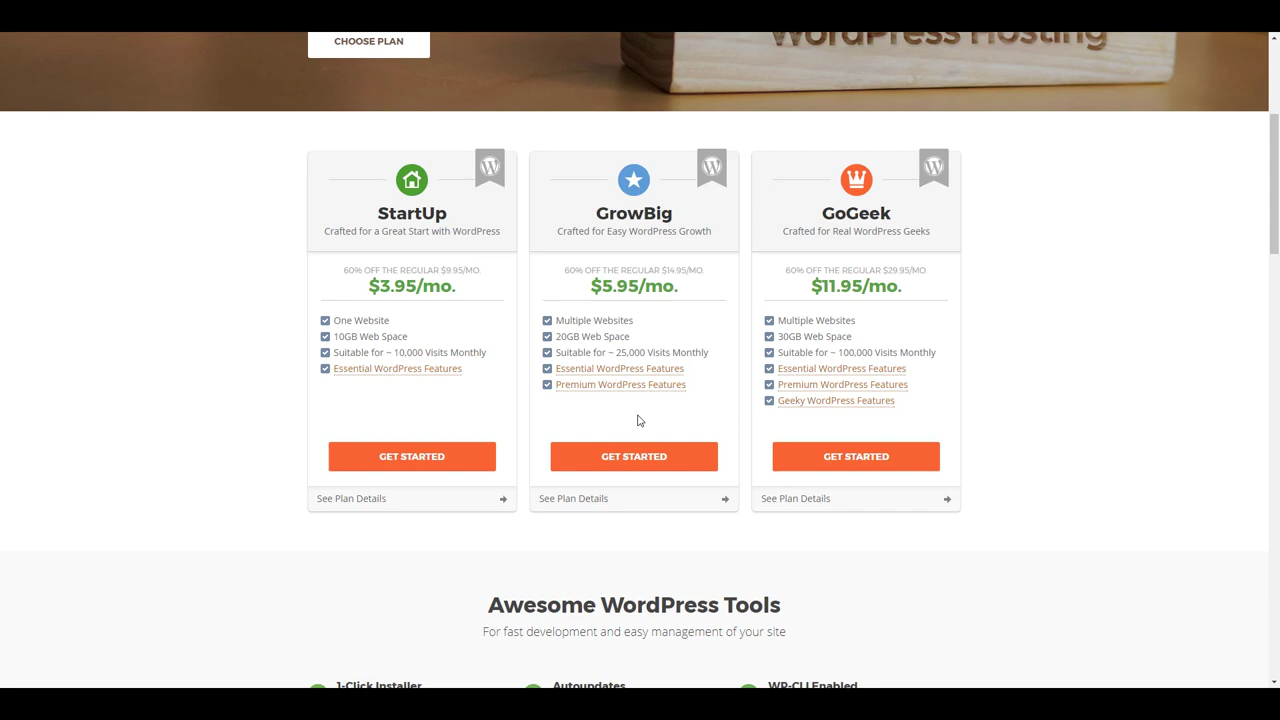 CHOOSE PLAN
WordPress Hosting
StartUp
Crafted for a Great Start with WordPress
60% OFF THE REGULAR $9.95/MO.
$3.95/mo.
One Website
10GB Web Space
Suitable for ~ 10,000 Visits Monthly
Essential WordPress Features
GET STARTED
See Plan Details
GrowBig
Crafted for Easy WordPress Growth
60% OFF THE REGULAR $14.95/MO.
$5.95/mo.
Multiple Websites
20GB Web Space
Suitable for ~ 25,000 Visits Monthly
Essential WordPress Features
Premium WordPress Features
GET STARTED
See Plan Details
GoGeek
Crafted for Real WordPress Geeks
60% OFF THE REGULAR $29.95/MO.
$11.95/mo.
Multiple Websites
30GB Web Space
Suitable for ~ 100,000 Visits Monthly
Essential WordPress Features
Premium WordPress Features
Geeky WordPress Features
GET STARTED
See Plan Details
Awesome WordPress Tools
For fast development and easy management of your site
1-Click Installer
Autoupdates
WP-CLI Enabled